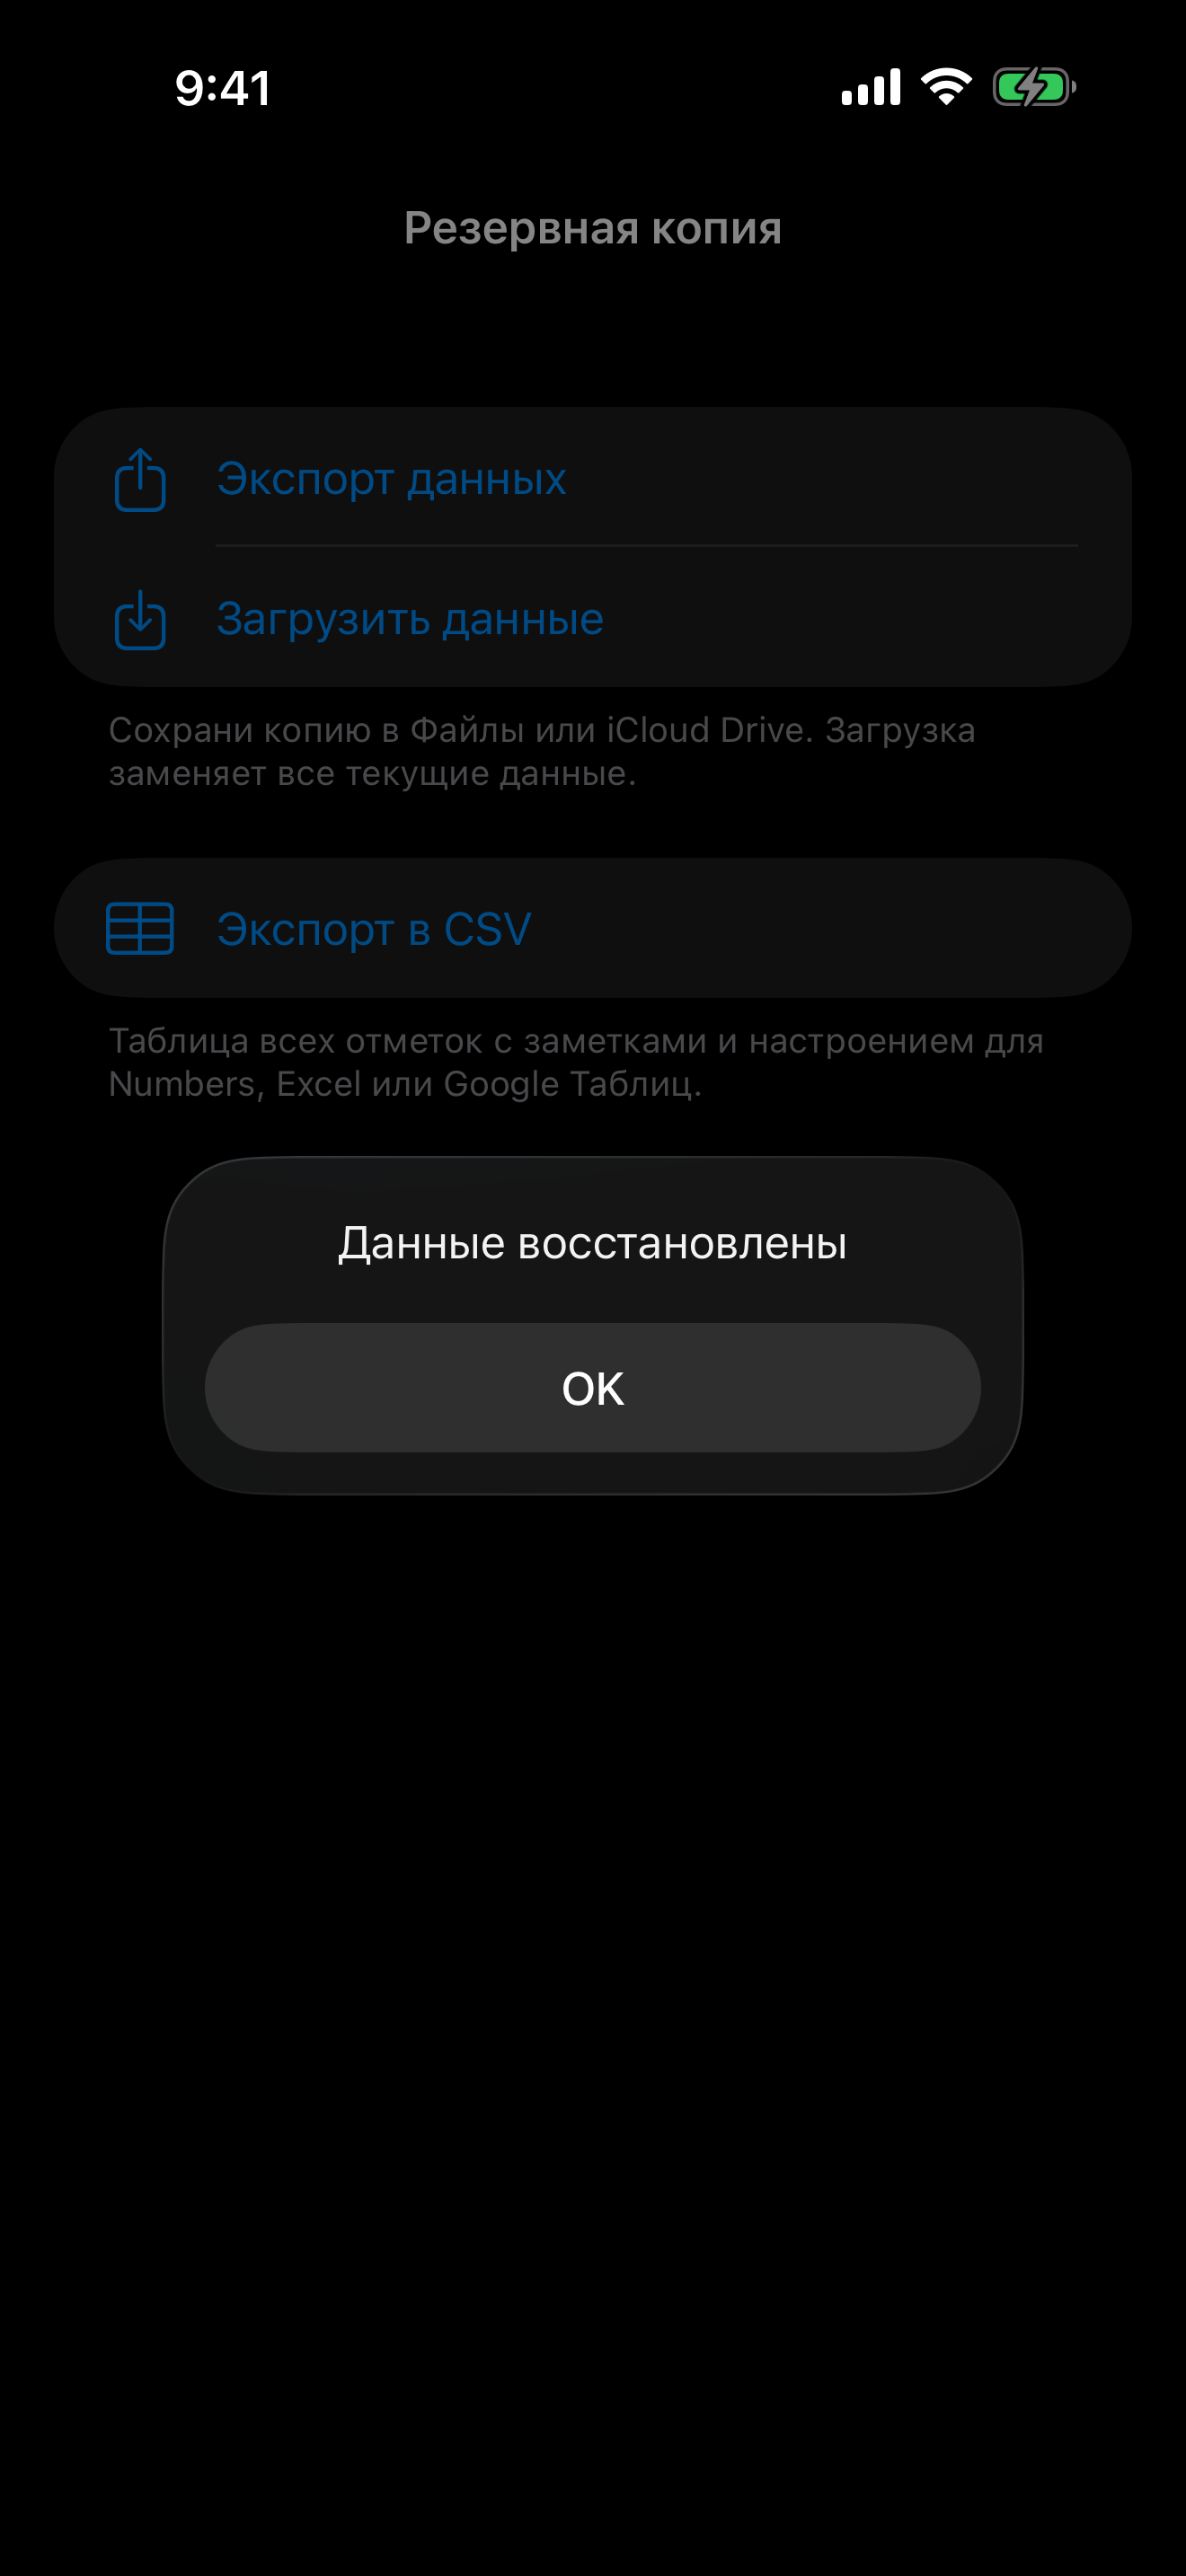 9:41
Резервная копия
Экспорт данных
Загрузить данные
Сохрани копию в Файлы или iCloud Drive. Загрузка
заменяет все текущие данные.
Экспорт в CSV
Таблица всех отметок с заметками и настроением для
Numbers, Excel или Google Таблиц.
Данные восстановлены
OK